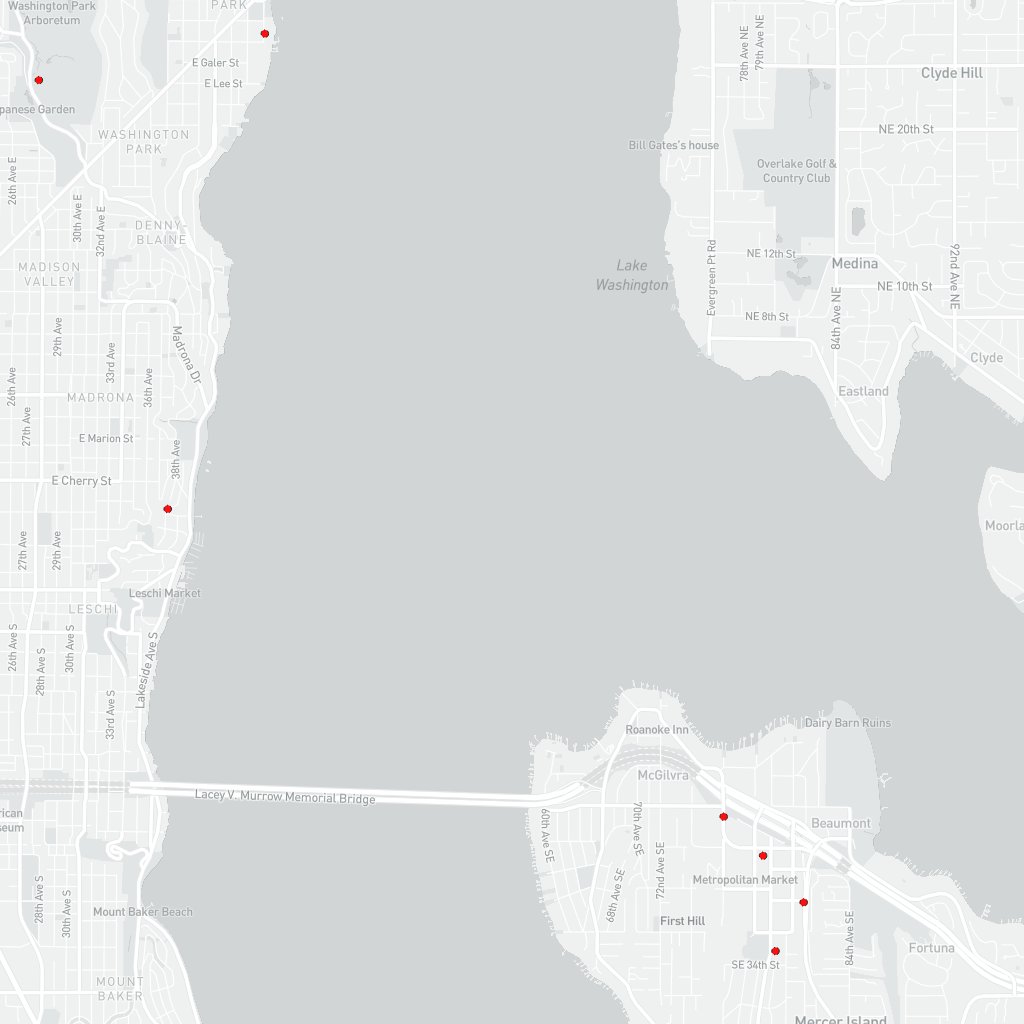 Washington Park
Arboretum
PARK
E Galer St
E Lee St
panese Garden
WASHINGTON
PARK
26th Ave E
30th Ave E
32nd Ave E
DENNY-
BLAINE
MADISON
VALLEY
29th Ave
33rd Ave
Madrona Dr
26th Ave
36th Ave
MADRONA
27th Ave
E Marion St
38th Ave
E Cherry St
27th Ave
29th Ave
Leschi Market
LESCHI
26th Ave S
28th Ave S
30th Ave S
Lakeside Ave S
33rd Ave S
Lacey V. Murrow Memorial Bridge
rican
seum
28th Ave S
30th Ave S
Mount Baker Beach
MOUNT
BAKER
Lake
Washington
78th Ave NE
79th Ave NE
Clyde Hill
NE 20th St
Bill Gates's house
Overlake Golf &
Country Club
Evergreen Pt Rd
NE 12th St
Medina
92nd Ave NE
NE 10th St
84th Ave NE
NE 8th St
Clyde
Eastland
Moorla
Dairy Barn Ruins
Roanoke Inn
McGilvra
60th Ave SE
70th Ave SE
Beaumont
72nd Ave SE
Metropolitan Market
68th Ave SE
First Hill
84th Ave SE
Fortuna
SE 34th St
Mercer Island